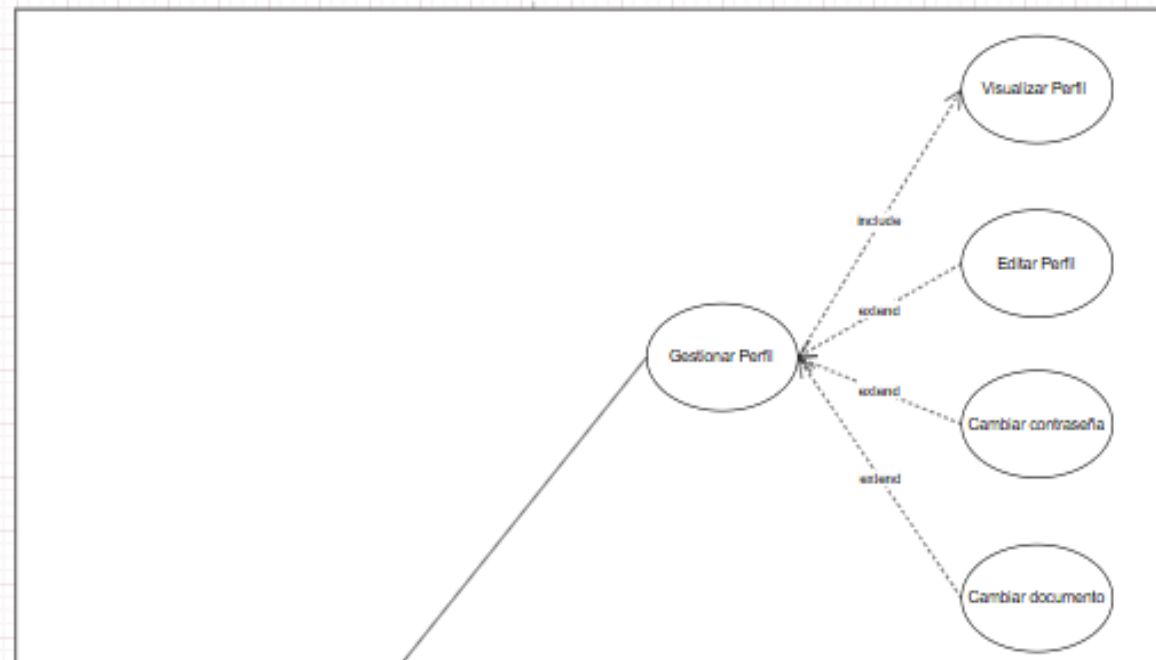 Visualizar Perfil
include
Editar Perfil
extend
Gestionar Perfil
extend
Cambiar contraseña
extend
Cambiar documento